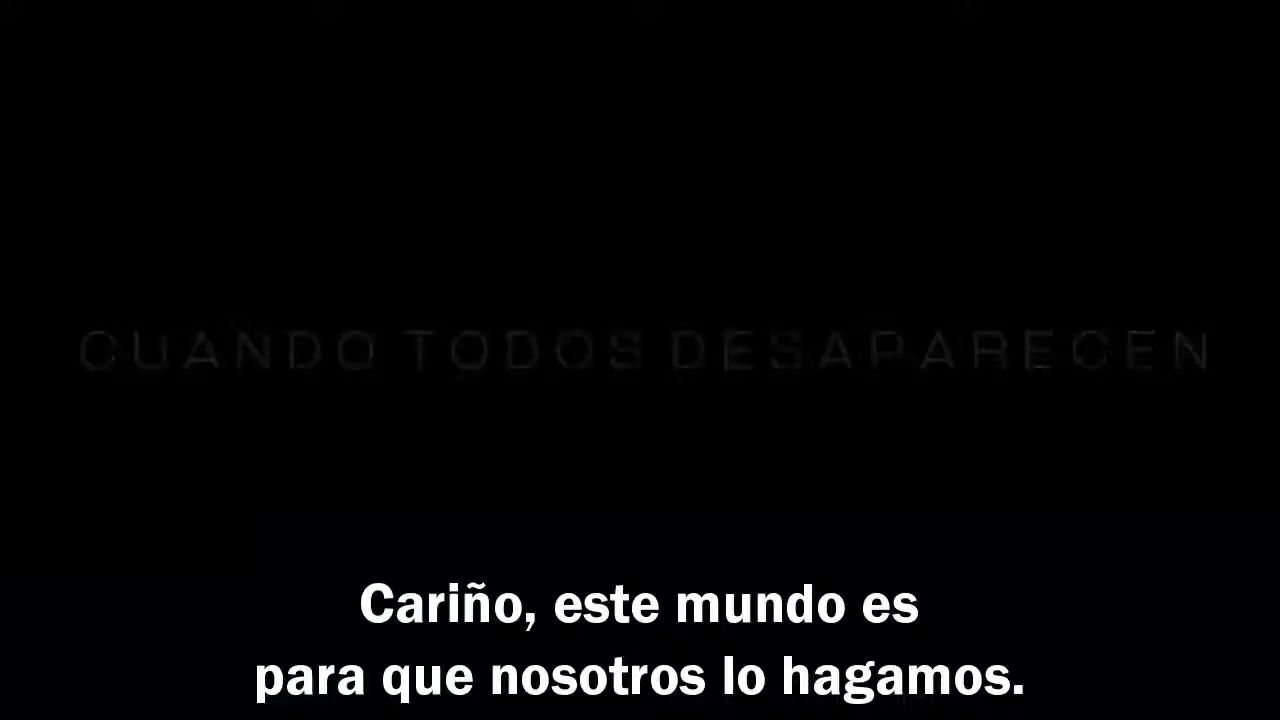 CUANDO TODOS DESAPARECEN
Cariño, este mundo es
para que nosotros lo hagamos.